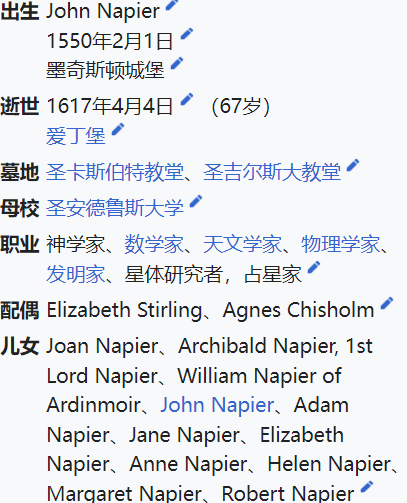 出生 John Napier
1550年2月1日
墨奇斯顿城堡
逝世 1617年4月4日 （67岁）
爱丁堡
墓地 圣卡斯伯特教堂、圣吉尔斯大教堂
母校 圣安德鲁斯大学
职业 神学家、数学家、天文学家、物理学家、
发明家、星体研究者，占星家
配偶 Elizabeth Stirling、Agnes Chisholm
儿女 Joan Napier、Archibald Napier, 1st
Lord Napier、William Napier of
Ardinmoir、John Napier、Adam
Napier、Jane Napier、Elizabeth
Napier、Anne Napier、Helen Napier、
Margaret Napier、Robert Napier